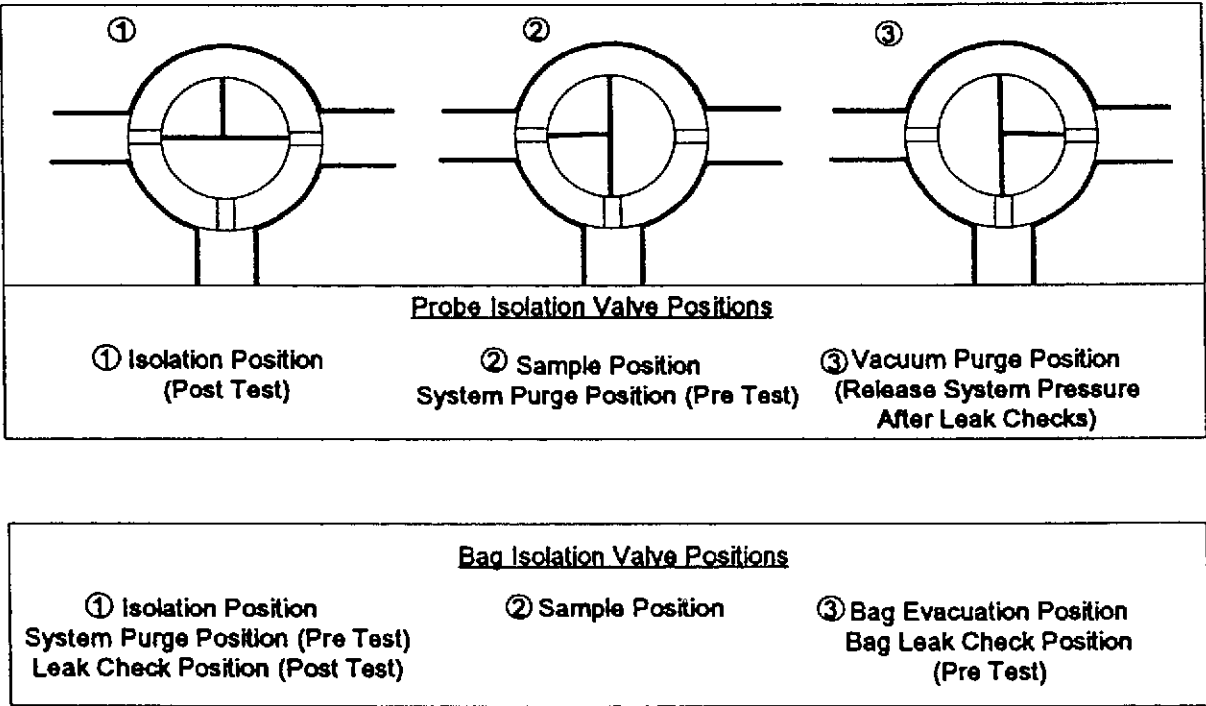 ① ② ③
Probe Isolation Valve Positions
① Isolation Position
(Post Test)
② Sample Position
System Purge Position (Pre Test)
③ Vacuum Purge Position
(Release System Pressure
After Leak Checks)
Bag Isolation Valve Positions
① Isolation Position
System Purge Position (Pre Test)
Leak Check Position (Post Test)
② Sample Position
③ Bag Evacuation Position
Bag Leak Check Position
(Pre Test)